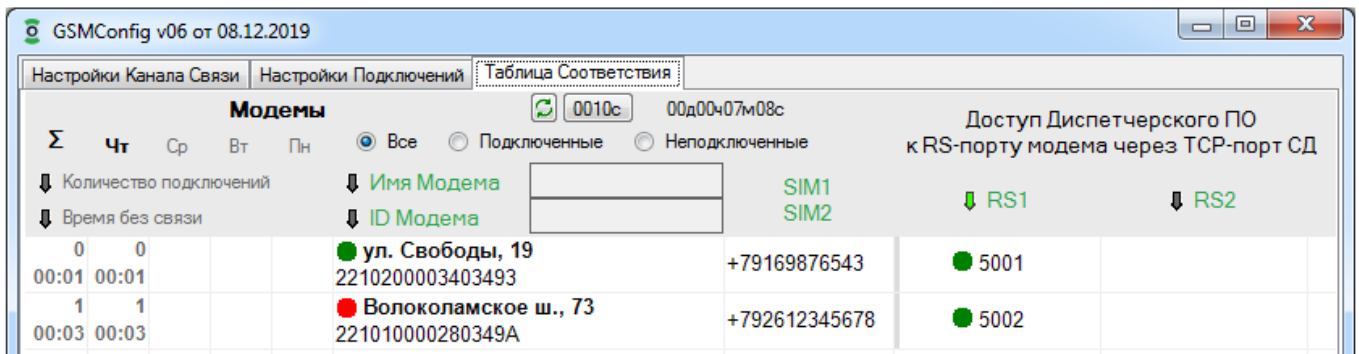 GSMConfig v06 от 08.12.2019
Настройки Канала Связи Настройки Подключений Таблица Соответствия
Модемы 0010с 00д00ч07м08с
Доступ Диспетчерского ПО
к RS-порту модема через TCP-порт СД
Σ Чт Ср Вт Пн Все Подключенные Неподключенные
Количество подключений Имя Модема SIM1
Время без связи ID Модема SIM2
RS1 RS2
0 0 ул. Свободы, 19
00:01 00:01 2210200003403493 +79169876543 5001
1 1 Волоколамское ш., 73
00:03 00:03 221010000280349A +792612345678 5002